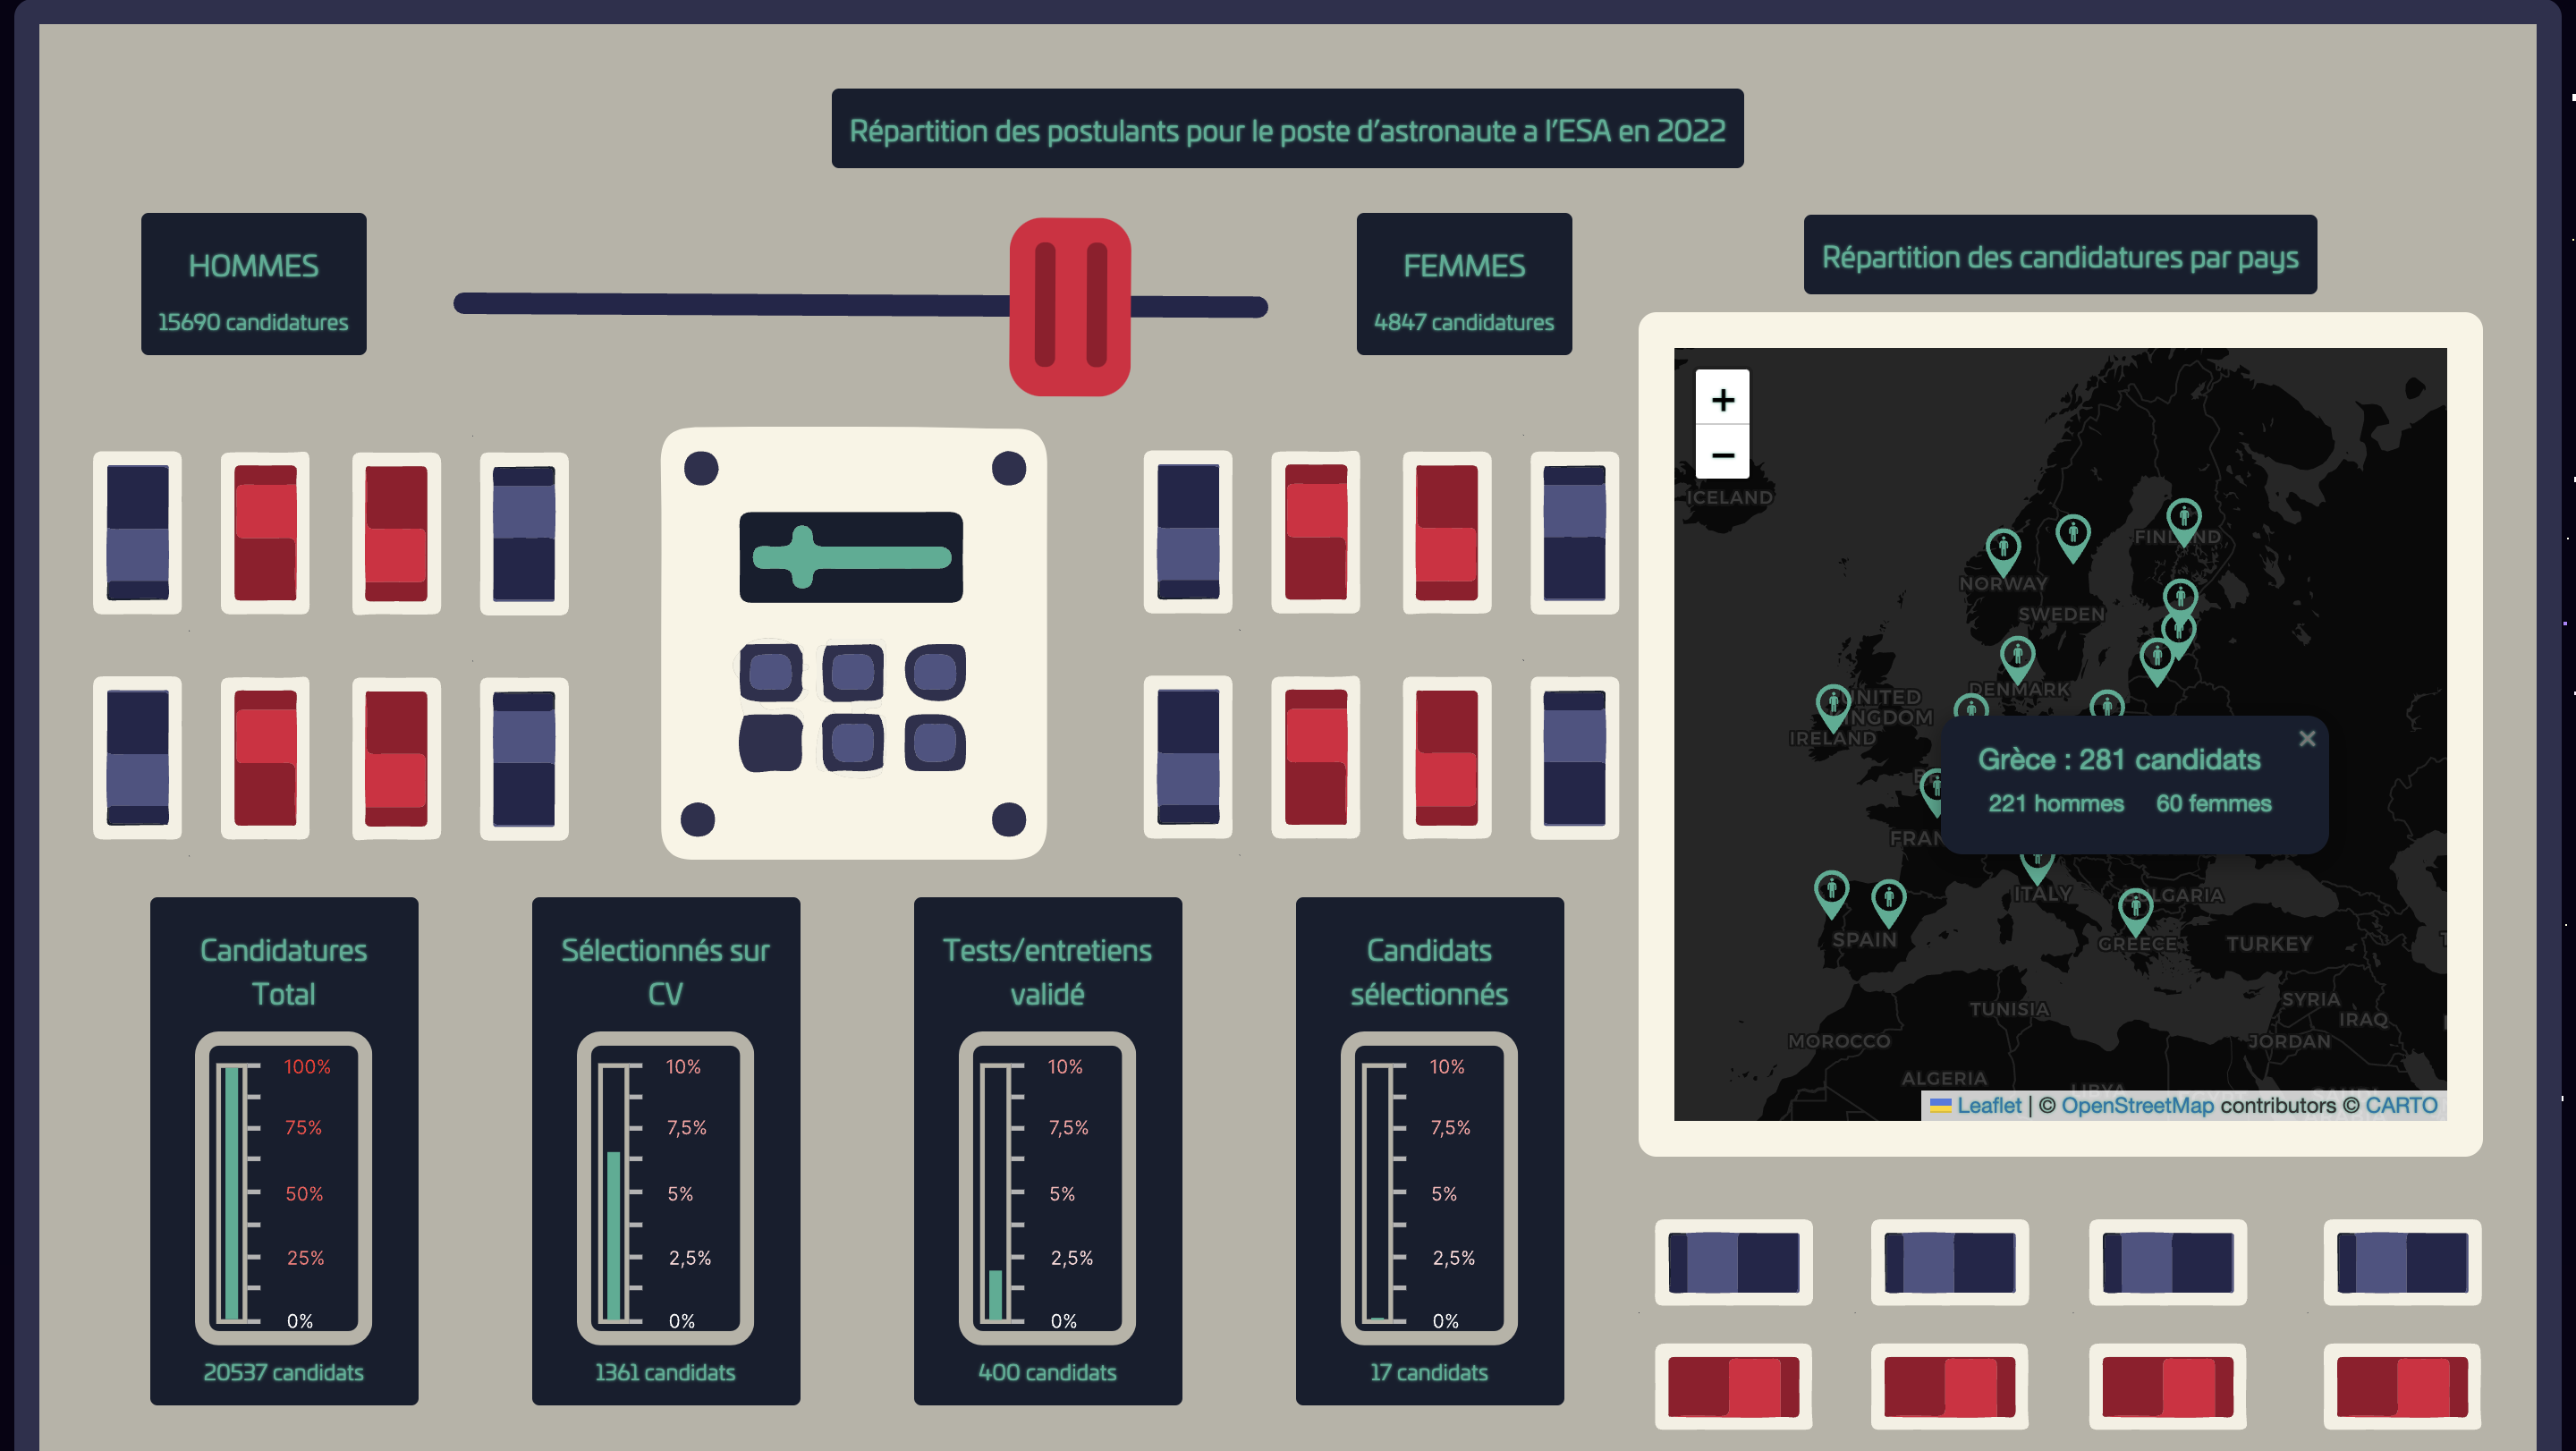 Répartition des postulants pour le poste d'astronaute a l'ESA en 2022
HOMMES
15690 candidatures
FEMMES
4847 candidatures
Répartition des candidatures par pays
+
−
ICELAND
FINLAND
NORWAY
SWEDEN
DENMARK
UNITED
KINGDOM
IRELAND
×
Grèce : 281 candidats
221 hommes 60 femmes
ITALY
SPAIN
GREECE
TURKEY
TUNISIA
SYRIA
IRAQ
MOROCCO
JORDAN
ALGERIA
LIBYA
Leaflet | © OpenStreetMap contributors © CARTO
Candidatures
Total
100%
75%
50%
25%
0%
20537 candidats
Sélectionnés sur
CV
10%
7,5%
5%
2,5%
0%
1361 candidats
Tests/entretiens
validé
10%
7,5%
5%
2,5%
0%
400 candidats
Candidats
sélectionnés
10%
7,5%
5%
2,5%
0%
17 candidats